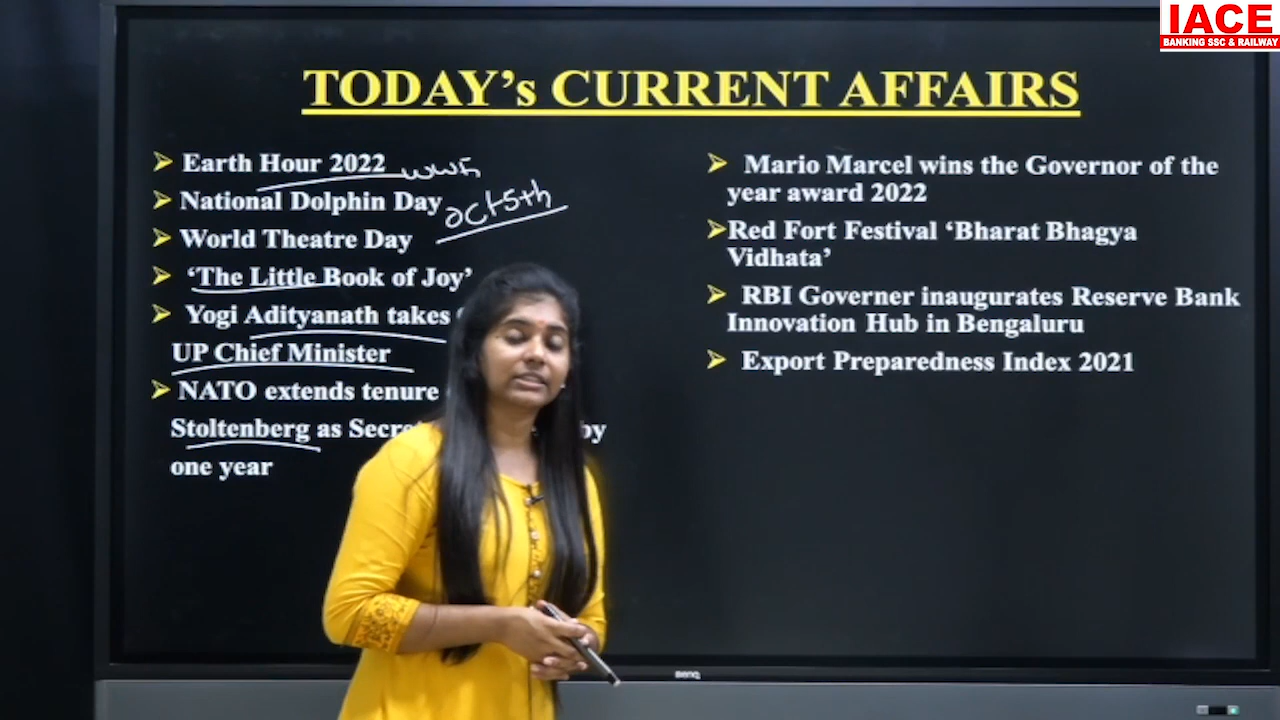 IACE
BANKING SSC & RAILWAY
TODAY's CURRENT AFFAIRS
➢ Earth Hour 2022 WWF
➢ National Dolphin Day OCt 5th
➢ World Theatre Day
➢ ‘The Little Book of Joy’
➢ Yogi Adityanath takes
UP Chief Minister
➢ NATO extends tenure
Stoltenberg as by
one year
➢ Mario Marcel wins the Governor of the
year award 2022
➢Red Fort Festival ‘Bharat Bhagya
Vidhata’
➢ RBI Governer inaugurates Reserve Bank
Innovation Hub in Bengaluru
➢ Export Preparedness Index 2021
BenQ